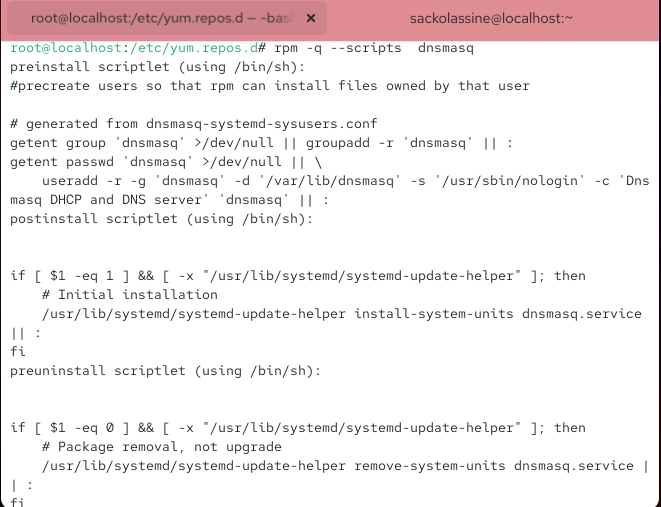 root@localhost:/etc/yum.repos.d — -bas
sackolassine@localhost:~
root@localhost:/etc/yum.repos.d# rpm -q --scripts  dnsmasq
preinstall scriptlet (using /bin/sh):
#precreate users so that rpm can install files owned by that user
# generated from dnsmasq-systemd-sysusers.conf
getent group 'dnsmasq' >/dev/null || groupadd -r 'dnsmasq' || :
getent passwd 'dnsmasq' >/dev/null || \
    useradd -r -g 'dnsmasq' -d '/var/lib/dnsmasq' -s '/usr/sbin/nologin' -c 'Dns
masq DHCP and DNS server' 'dnsmasq' || :
postinstall scriptlet (using /bin/sh):
if [ $1 -eq 1 ] && [ -x "/usr/lib/systemd/systemd-update-helper" ]; then
    # Initial installation
    /usr/lib/systemd/systemd-update-helper install-system-units dnsmasq.service
|| :
fi
preuninstall scriptlet (using /bin/sh):
if [ $1 -eq 0 ] && [ -x "/usr/lib/systemd/systemd-update-helper" ]; then
    # Package removal, not upgrade
    /usr/lib/systemd/systemd-update-helper remove-system-units dnsmasq.service |
| :
fi